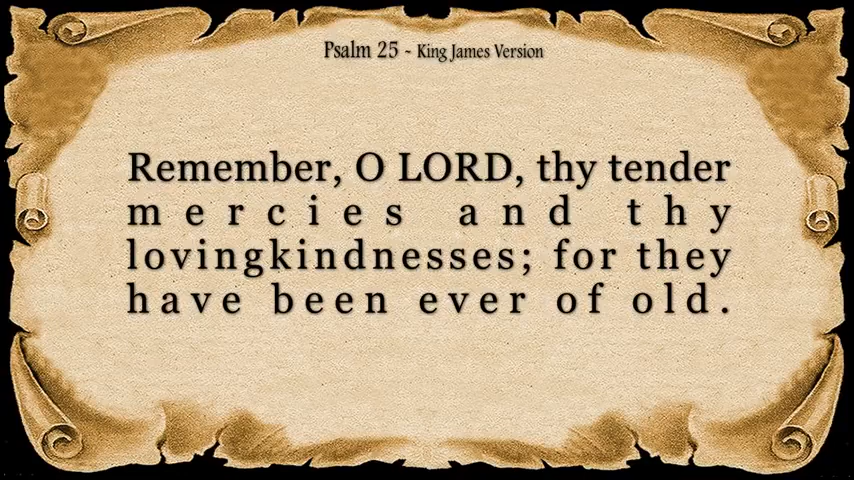 Psalm 25 - King James Version
Remember, O LORD, thy tender
mercies and thy
lovingkindnesses; for they
have been ever of old.